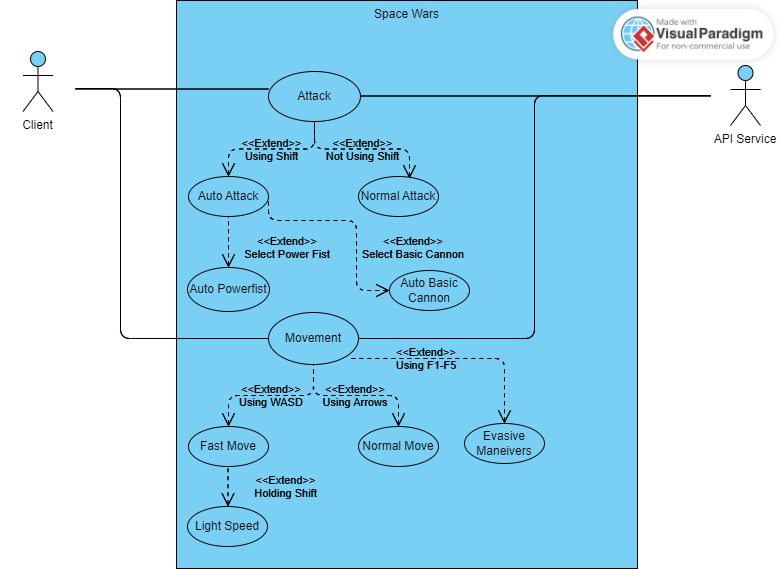 Space Wars
Made with
VisualParadigm
For non-commercial use
Client
API Service
Attack
<<Extend>>
Using Shift
<<Extend>>
Not Using Shift
Auto Attack
Normal Attack
<<Extend>>
Select Power Fist
<<Extend>>
Select Basic Cannon
Auto Powerfist
Auto Basic
Cannon
Movement
<<Extend>>
Using F1-F5
<<Extend>>
Using WASD
<<Extend>>
Using Arrows
Fast Move
Normal Move
Evasive
Maneivers
<<Extend>>
Holding Shift
Light Speed